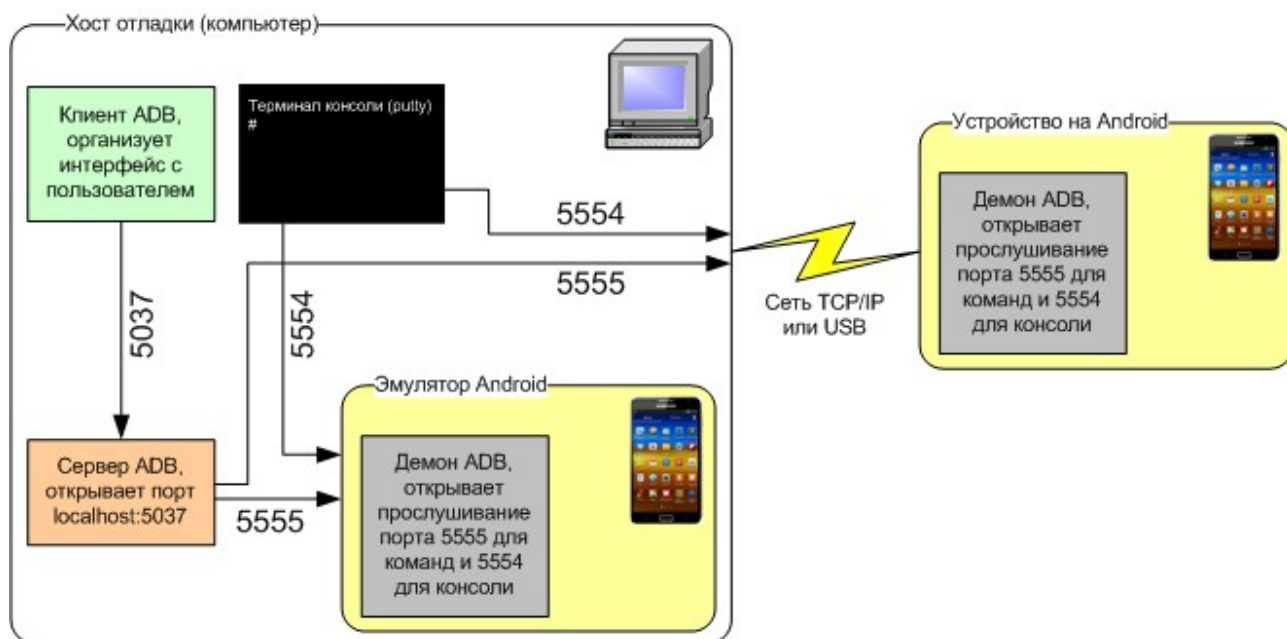 Хост отладки (компьютер)
Клиент ADB,
организует
интерфейс с
пользователем
Терминал консоли (putty)
#
5554
5555
5037
5554
Сервер ADB,
открывает порт
localhost:5037
5555
Эмулятор Android
Демон ADB,
открывает
прослушивание
порта 5555 для
команд и 5554
для консоли
Сеть TCP/IP
или USB
Устройство на Android
Демон ADB,
открывает
прослушивание
порта 5555 для
команд и 5554
для консоли